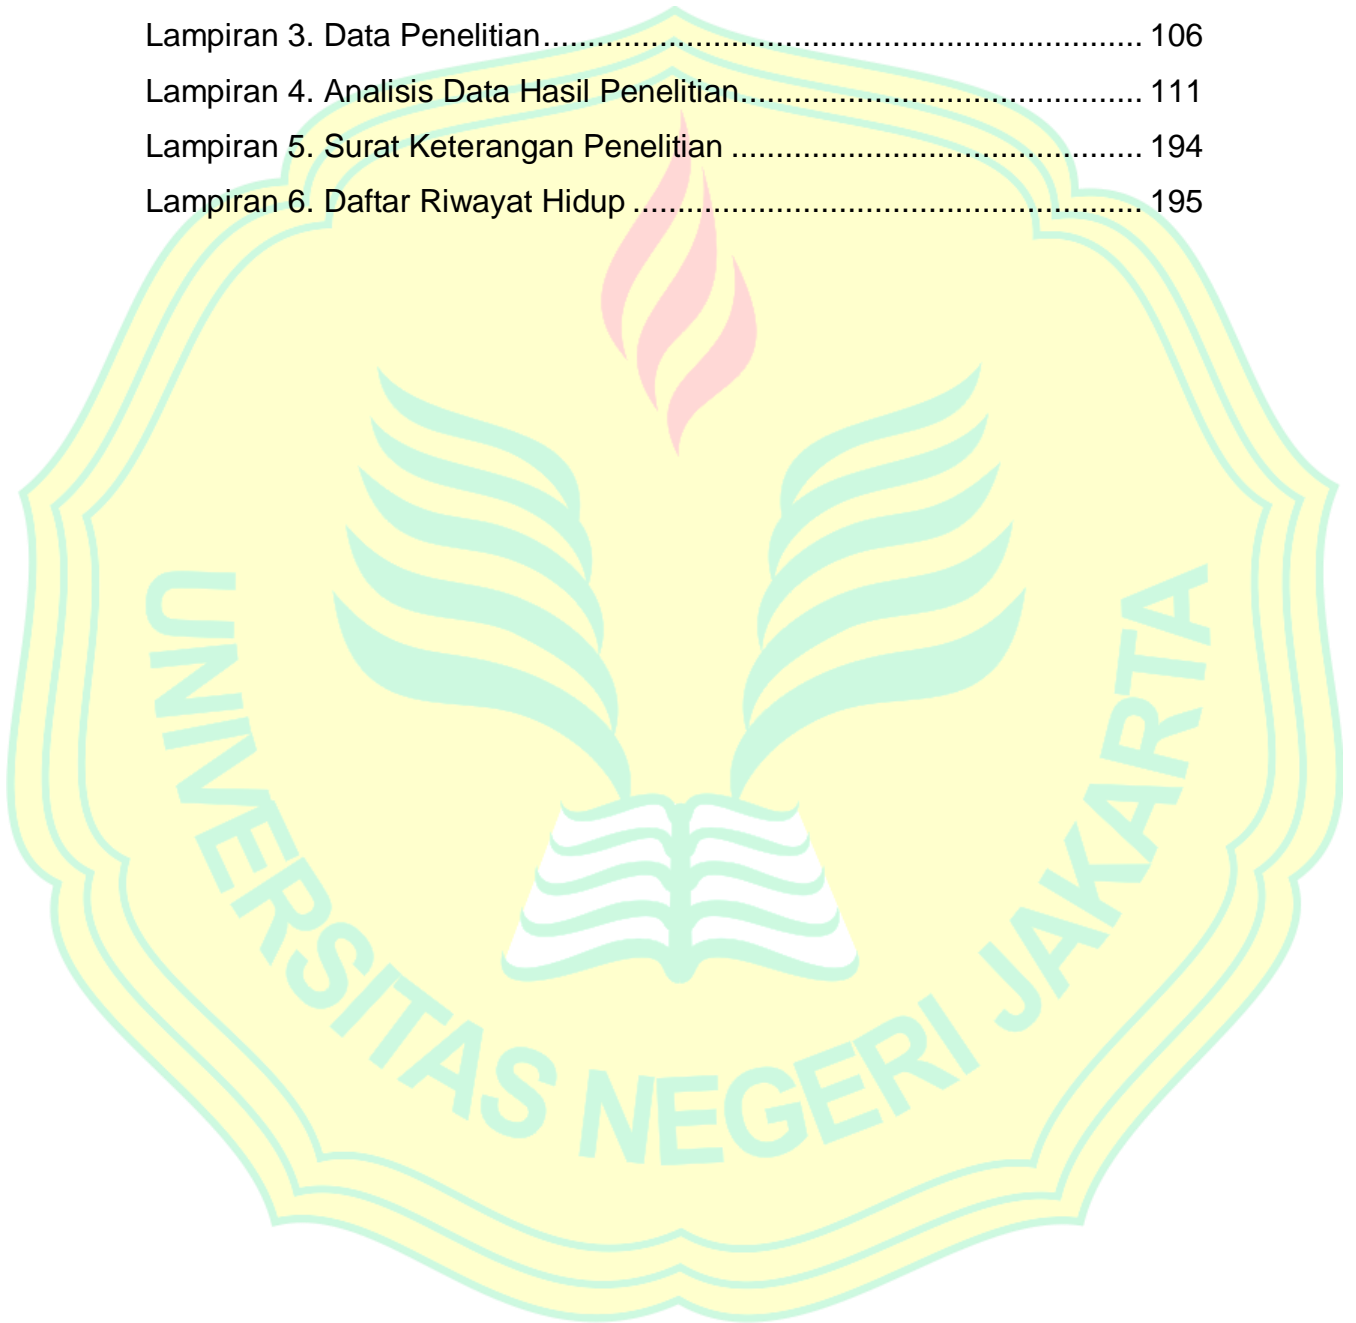 Lampiran 3. Data Penelitian........................................................................ 106
Lampiran 4. Analisis Data Hasil Penelitian................................................ 111
Lampiran 5. Surat Keterangan Penelitian ................................................. 194
Lampiran 6. Daftar Riwayat Hidup ............................................................. 195
UNIVERSITAS NEGERI JAKARTA